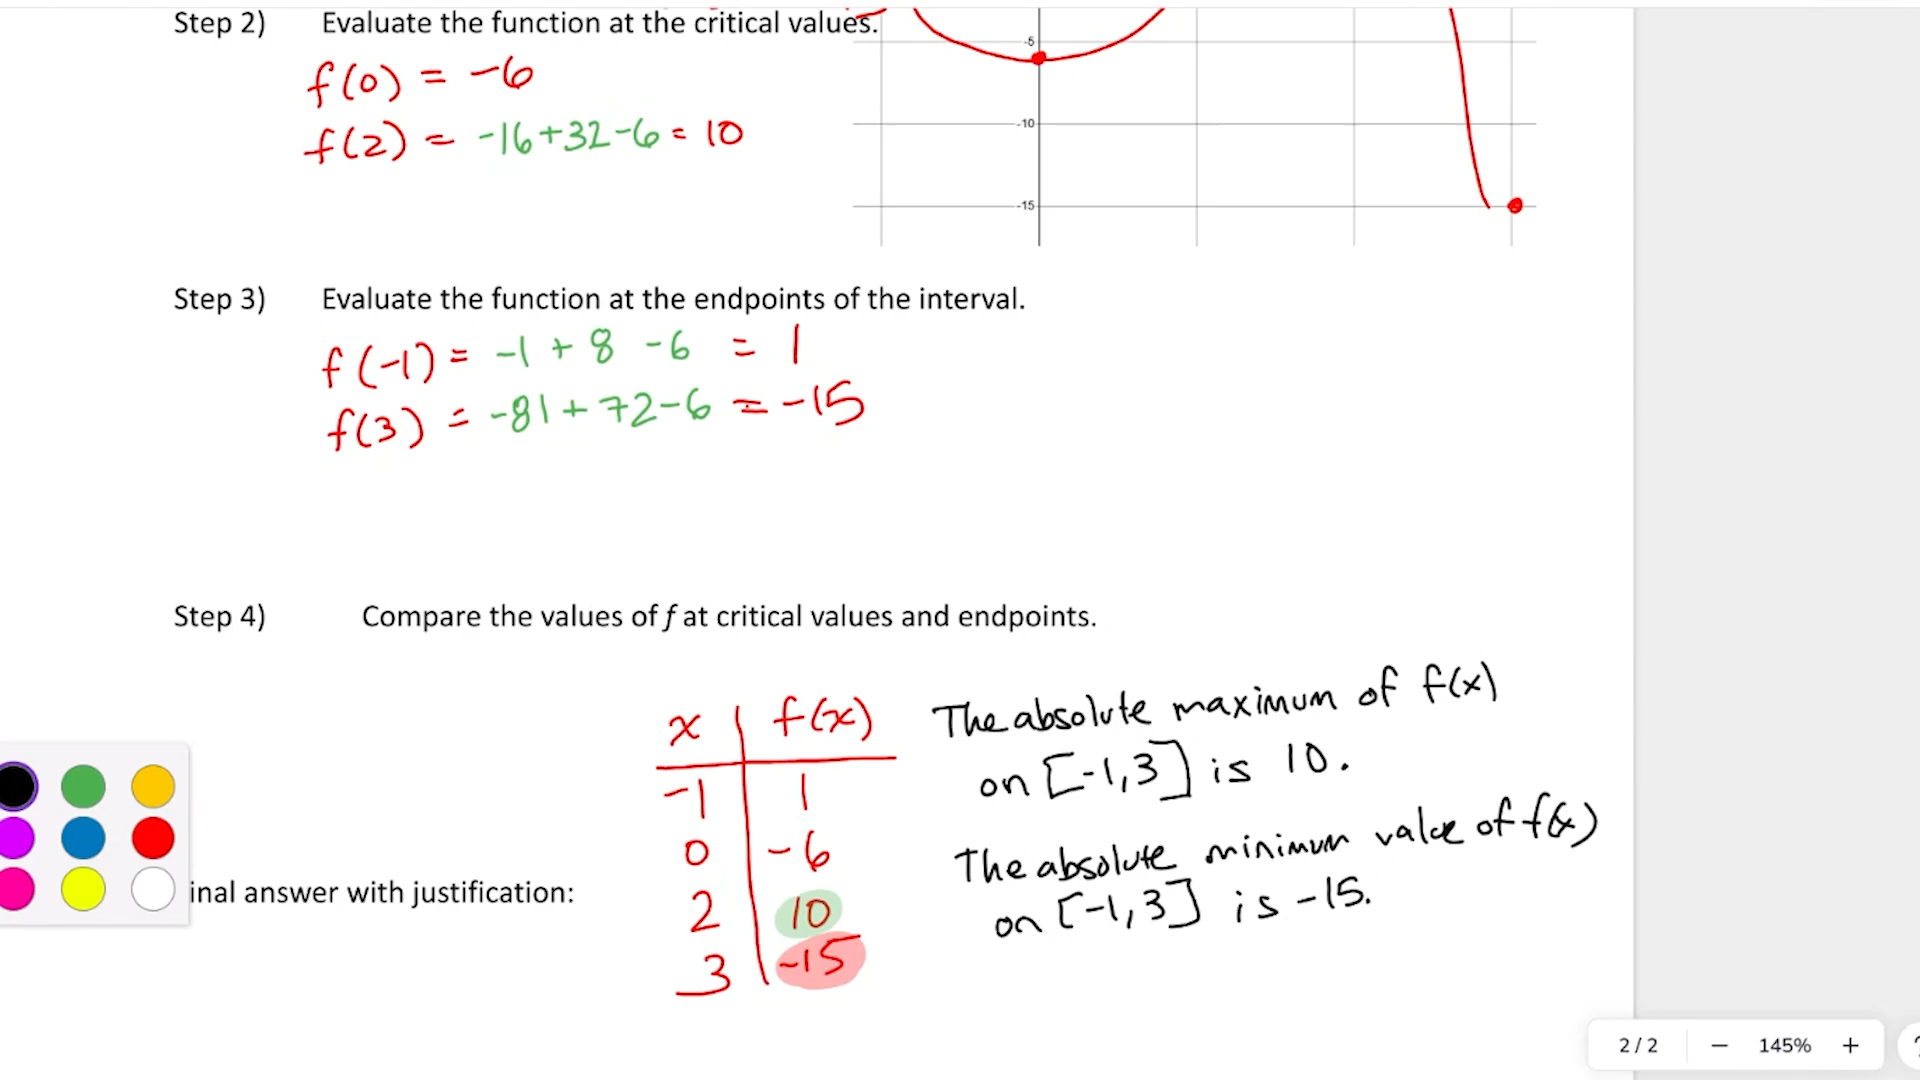 Step 2) Evaluate the function at the critical values.
f(0) = -6
f(2) = -16+32-6 = 10
-5
-10
-15
Step 3) Evaluate the function at the endpoints of the interval.
f(-1) = -1 + 8 - 6 = 1
f(3) = -81+72-6 = -15
Step 4) Compare the values of f at critical values and endpoints.
x f(x)
-1 1
0 -6
2 10
3 -15
The absolute maximum of f(x)
on [-1,3] is 10.
The absolute minimum value of f(x)
on [-1,3] is -15.
inal answer with justification:
2 / 2 − 145% +